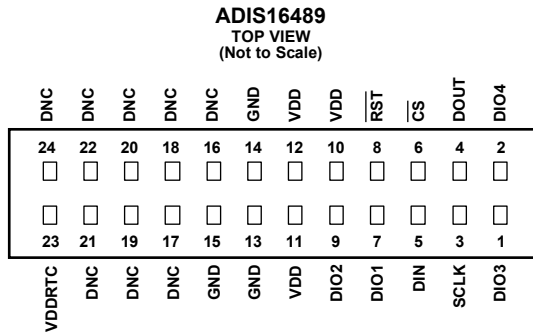 ADIS16489
TOP VIEW
(Not to Scale)
DNC DNC DNC DNC DNC GND VDD VDD RST CS DOUT DIO4
24 22 20 18 16 14 12 10 8 6 4 2
23 21 19 17 15 13 11 9 7 5 3 1
VDDRTC DNC DNC DNC GND GND VDD DIO2 DIO1 DIN SCLK DIO3